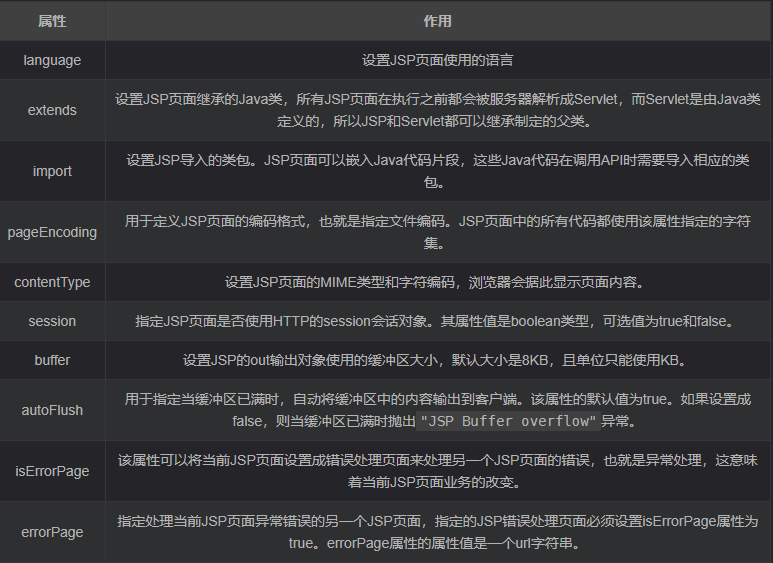 属性 作用
language 设置JSP页面使用的语言
extends 设置JSP页面继承的Java类，所有JSP页面在执行之前都会被服务器解析成Servlet，而Servlet是由Java类
定义的，所以JSP和Servlet都可以继承制定的父类。
import 设置JSP导入的类包。JSP页面可以嵌入Java代码片段，这些Java代码在调用API时需要导入相应的类
包。
pageEncoding 用于定义JSP页面的编码格式，也就是指定文件编码。JSP页面中的所有代码都使用该属性指定的字符
集。
contentType 设置JSP页面的MIME类型和字符编码，浏览器会据此显示页面内容。
session 指定JSP页面是否使用HTTP的session会话对象。其属性值是boolean类型，可选值为true和false。
buffer 设置JSP的out输出对象使用的缓冲区大小，默认大小是8KB，且单位只能使用KB。
autoFlush 用于指定当缓冲区已满时，自动将缓冲区中的内容输出到客户端。该属性的默认值为true。如果设置成
false，则当缓冲区已满时抛出"JSP Buffer overflow"异常。
isErrorPage 该属性可以将当前JSP页面设置成错误处理页面来处理另一个JSP页面的错误，也就是异常处理，这意味
着当前JSP页面业务的改变。
errorPage 指定处理当前JSP页面异常错误的另一个JSP页面，指定的JSP错误处理页面必须设置isErrorPage属性为
true。errorPage属性的属性值是一个url字符串。